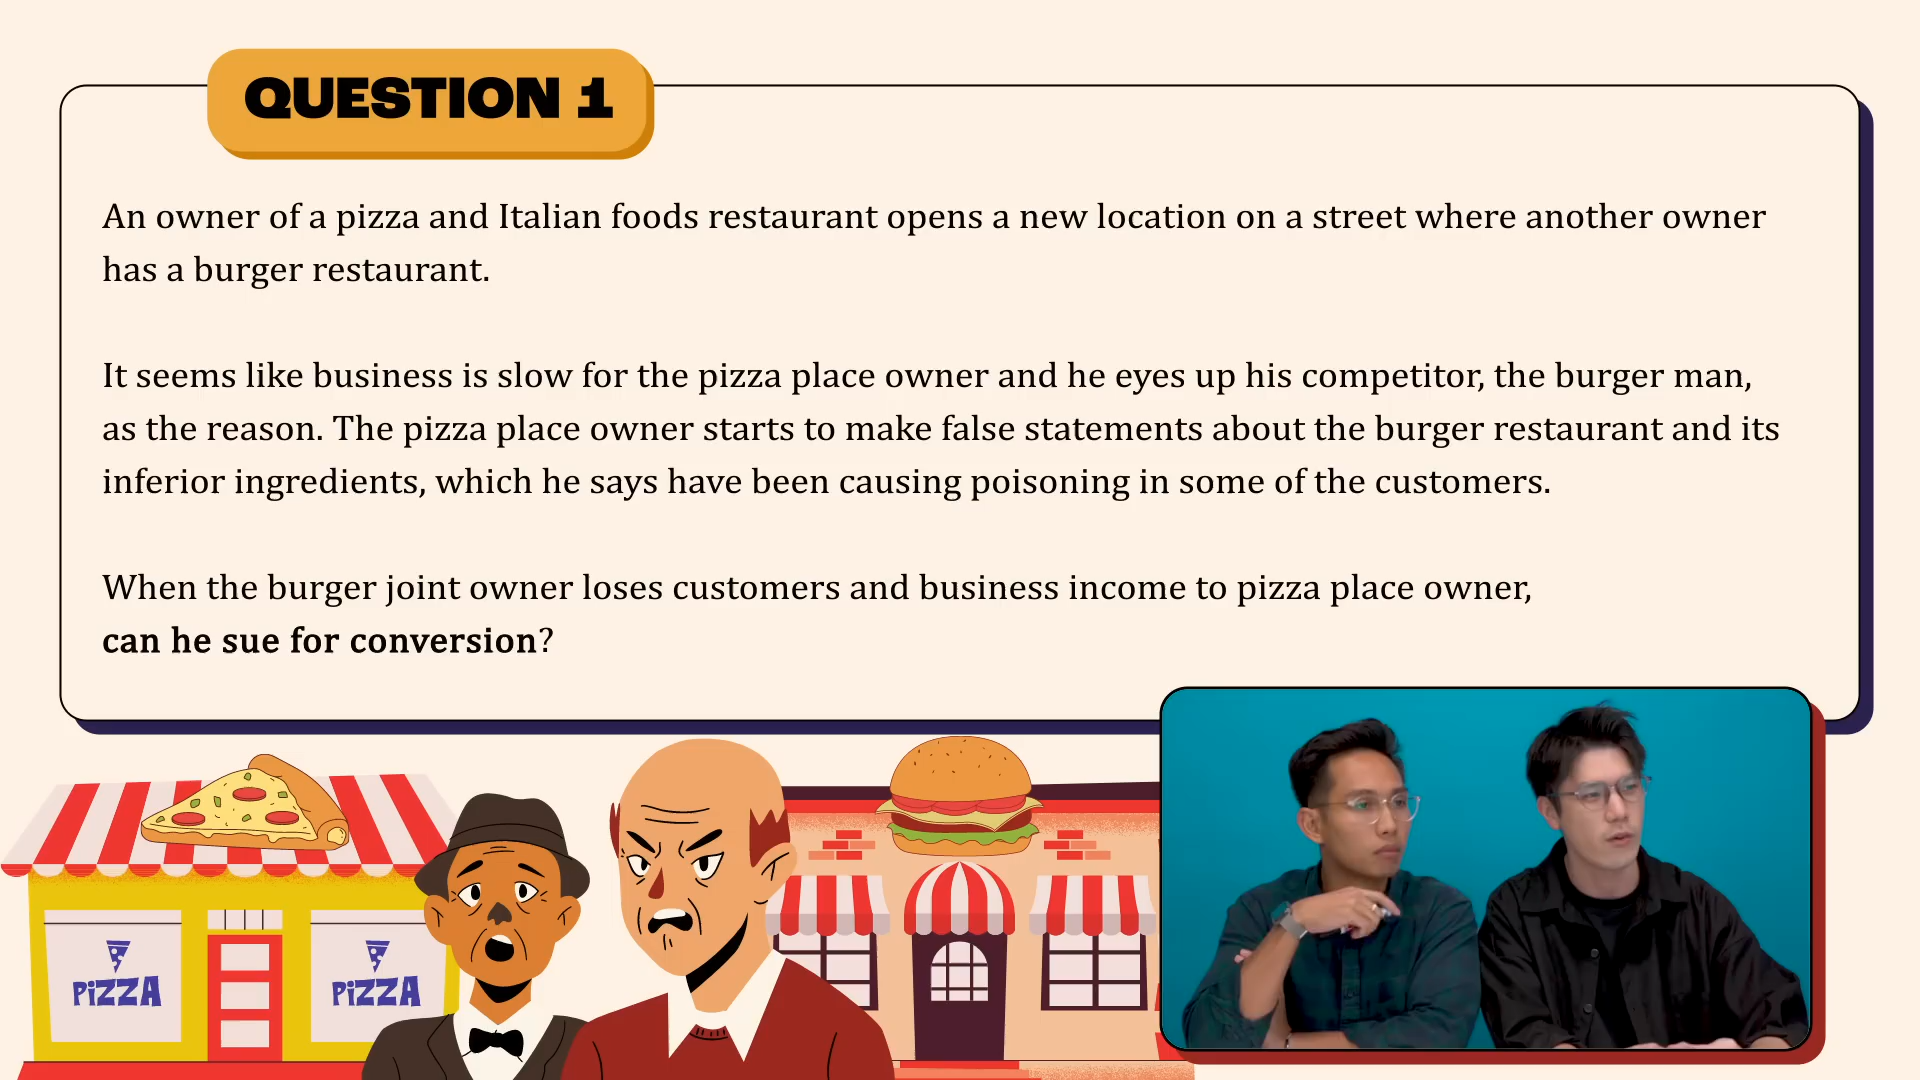 QUESTION 1
An owner of a pizza and Italian foods restaurant opens a new location on a street where another owner
has a burger restaurant.
It seems like business is slow for the pizza place owner and he eyes up his competitor, the burger man,
as the reason. The pizza place owner starts to make false statements about the burger restaurant and its
inferior ingredients, which he says have been causing poisoning in some of the customers.
When the burger joint owner loses customers and business income to pizza place owner,
can he sue for conversion?
PiZZA
PiZZA